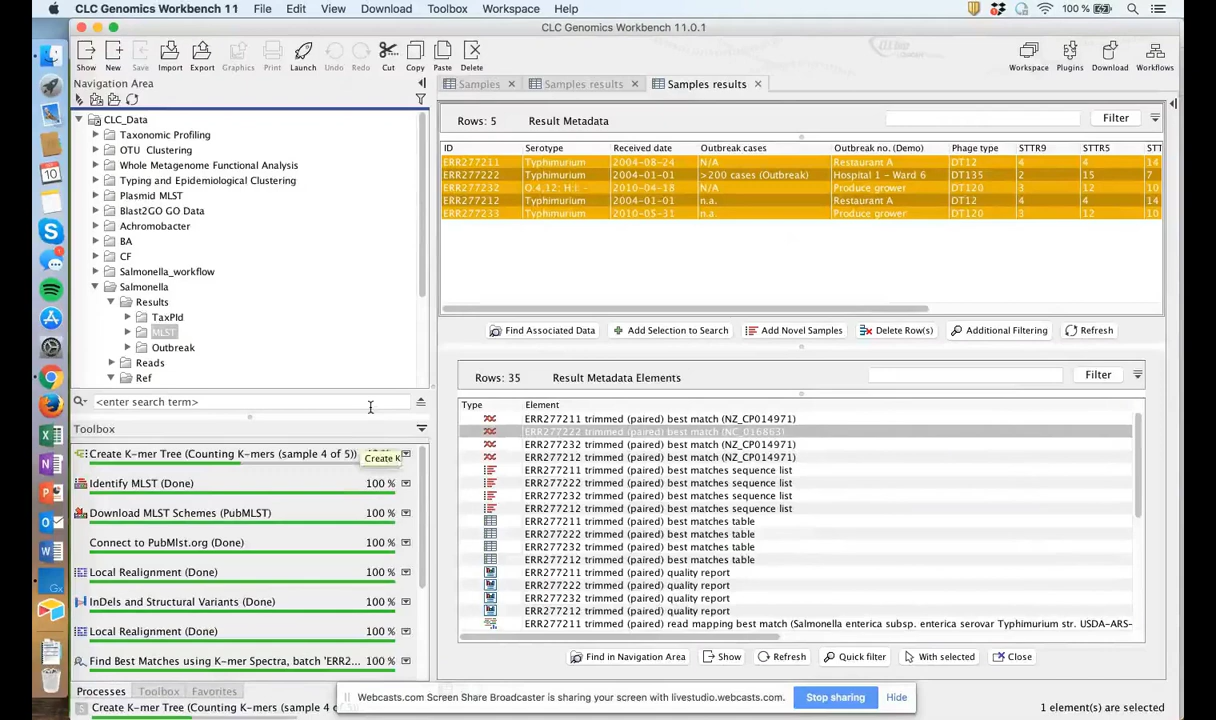 CLC Genomics Workbench 11 File Edit View Download Toolbox Workspace Help 100 %
CLC Genomics Workbench 11.0.1
Show New Save Import Export Graphics Print Launch Undo Redo Cut Copy Paste Delete Workspace Plugins Download Workflows
Navigation Area
CLC_Data
Taxonomic Profiling
OTU Clustering
Whole Metagenome Functional Analysis
Typing and Epidemiological Clustering
Plasmid MLST
Blast2GO GO Data
Achromobacter
BA
CF
Salmonella_workflow
Salmonella
Results
TaxPId
MLST
Outbreak
Reads
Ref
<enter search term>
Toolbox
Create K-mer Tree (Counting K-mers (sample 4 of 5))
Create K
Identify MLST (Done) 100 %
Download MLST Schemes (PubMLST) 100 %
Connect to PubMlst.org (Done) 100 %
Local Realignment (Done) 100 %
InDels and Structural Variants (Done) 100 %
Local Realignment (Done) 100 %
Find Best Matches using K-mer Spectra, batch 'ERR2... 100 %
Processes Toolbox Favorites
Create K-mer Tree (Counting K-mers (sample 4 of 5))
Samples Samples results Samples results
Rows: 5 Result Metadata Filter
ID Serotype Received date Outbreak cases Outbreak no. (Demo) Phage type STTR9 STTR5 STT
ERR277211 Typhimurium 2004-08-24 N/A Restaurant A DT12 4 4 14
ERR277222 Typhimurium 2004-01-01 >200 cases (Outbreak) Hospital 1 - Ward 6 DT135 2 15 7
ERR277232 O:4,12; H:i: - 2010-04-18 N/A Produce grower DT120 3 12 10
ERR277212 Typhimurium 2004-01-01 n.a. Restaurant A DT12 4 4 14
ERR277233 Typhimurium 2010-05-31 n.a. Produce grower DT120 3 12 10
Find Associated Data Add Selection to Search Add Novel Samples Delete Row(s) Additional Filtering Refresh
Rows: 35 Result Metadata Elements Filter
Type Element
ERR277211 trimmed (paired) best match (NZ_CP014971)
ERR277222 trimmed (paired) best match (NC_016863)
ERR277232 trimmed (paired) best match (NZ_CP014971)
ERR277212 trimmed (paired) best match (NZ_CP014971)
ERR277211 trimmed (paired) best matches sequence list
ERR277222 trimmed (paired) best matches sequence list
ERR277232 trimmed (paired) best matches sequence list
ERR277212 trimmed (paired) best matches sequence list
ERR277211 trimmed (paired) best matches table
ERR277222 trimmed (paired) best matches table
ERR277232 trimmed (paired) best matches table
ERR277212 trimmed (paired) best matches table
ERR277211 trimmed (paired) quality report
ERR277222 trimmed (paired) quality report
ERR277232 trimmed (paired) quality report
ERR277212 trimmed (paired) quality report
ERR277211 trimmed (paired) read mapping best match (Salmonella enterica subsp. enterica serovar Typhimurium str. USDA-ARS-
Find in Navigation Area Show Refresh Quick filter With selected Close
Webcasts.com Screen Share Broadcaster is sharing your screen with livestudio.webcasts.com. Stop sharing Hide
1 element(s) are selected